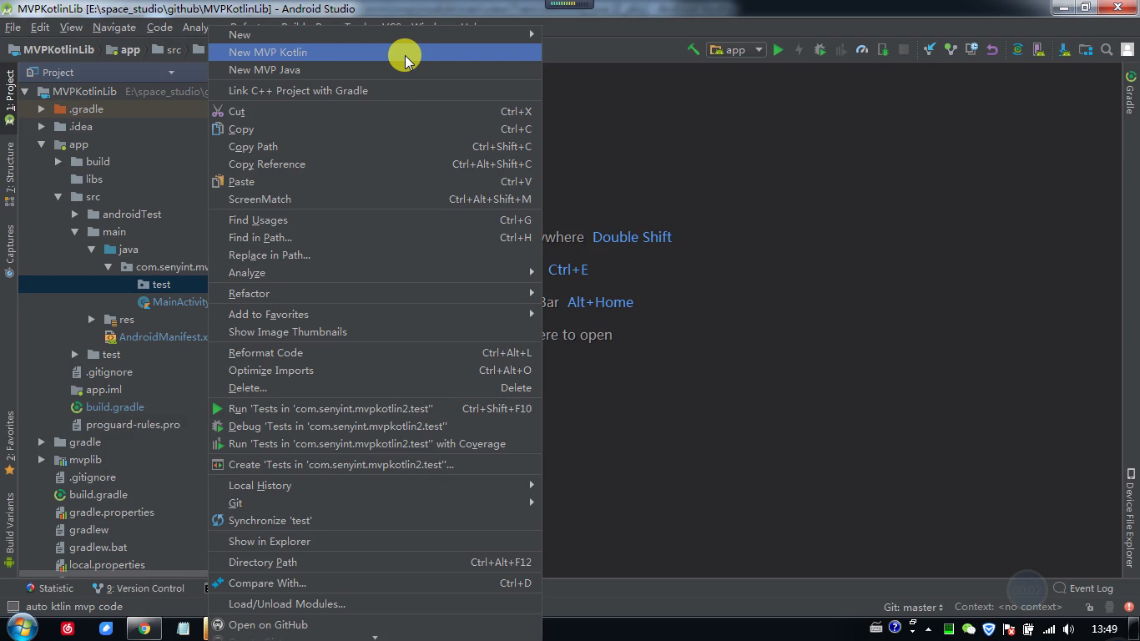 MVPKotlinLib [E:\space_studio\github\MVPKotlinLib] - Android Studio
File Edit View Navigate Code Analy
MVPKotlinLib app src
app
Project
1: Project
7: Structure
Captures
2: Favorites
Build Variants
MVPKotlinLib E:\space_studio\g
.gradle
.idea
app
build
libs
src
androidTest
main
java
com.senyint.mv
test
MainActivity
res
AndroidManifest.x
test
.gitignore
app.iml
build.gradle
proguard-rules.pro
gradle
mvplib
.gitignore
build.gradle
gradle.properties
gradlew
gradlew.bat
local.properties
New
New MVP Kotlin
New MVP Java
Link C++ Project with Gradle
Cut Ctrl+X
Copy Ctrl+C
Copy Path Ctrl+Shift+C
Copy Reference Ctrl+Alt+Shift+C
Paste Ctrl+V
ScreenMatch Ctrl+Alt+Shift+M
Find Usages Ctrl+G
Find in Path... Ctrl+H
Replace in Path...
Analyze
Refactor
Add to Favorites
Show Image Thumbnails
Reformat Code Ctrl+Alt+L
Optimize Imports Ctrl+Alt+O
Delete... Delete
Run 'Tests in 'com.senyint.mvpkotlin2.test'' Ctrl+Shift+F10
Debug 'Tests in 'com.senyint.mvpkotlin2.test''
Run 'Tests in 'com.senyint.mvpkotlin2.test'' with Coverage
Create 'Tests in 'com.senyint.mvpkotlin2.test''...
Local History
Git
Synchronize 'test'
Show in Explorer
Directory Path Ctrl+Alt+F12
Compare With... Ctrl+D
Load/Unload Modules...
Open on GitHub
ywhere Double Shift
Ctrl+E
Bar Alt+Home
ere to open
Gradle
Device File Explorer
Statistic 9: Version Control
Event Log
auto ktlin mvp code
Git: master Context: <no context>
13:49